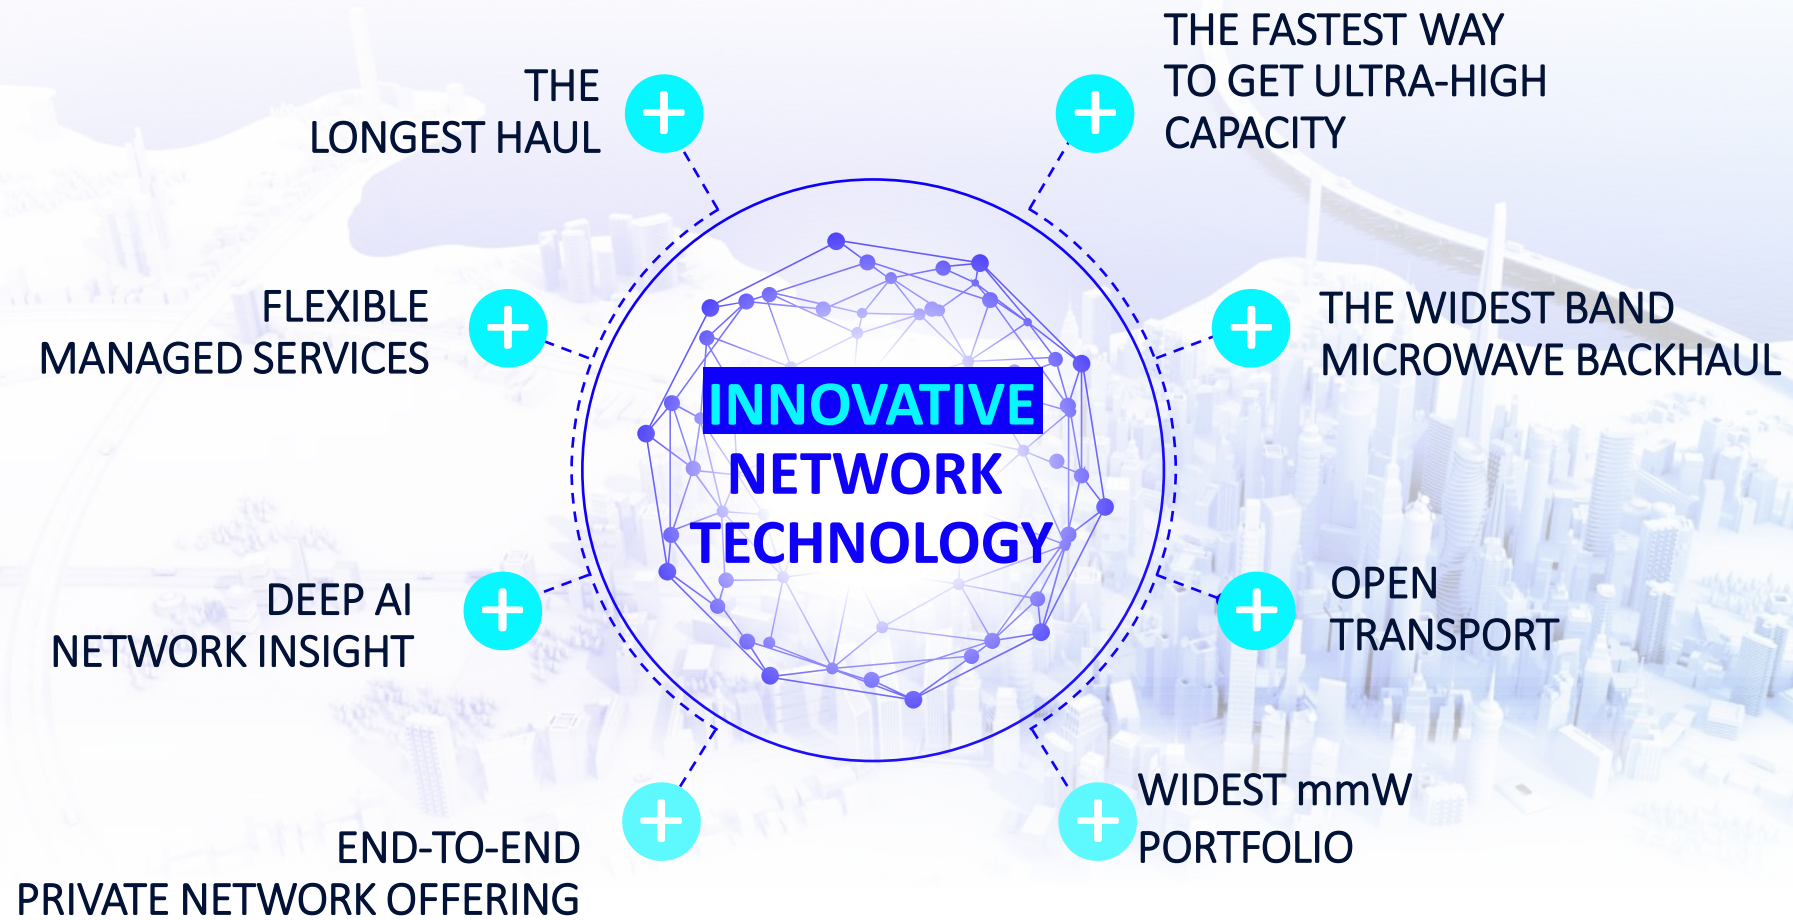 THE
LONGEST HAUL
THE FASTEST WAY
TO GET ULTRA-HIGH
CAPACITY
FLEXIBLE
MANAGED SERVICES
THE WIDEST BAND
MICROWAVE BACKHAUL
INNOVATIVE
NETWORK
TECHNOLOGY
DEEP AI
NETWORK INSIGHT
OPEN
TRANSPORT
END-TO-END
PRIVATE NETWORK OFFERING
WIDEST mmW
PORTFOLIO